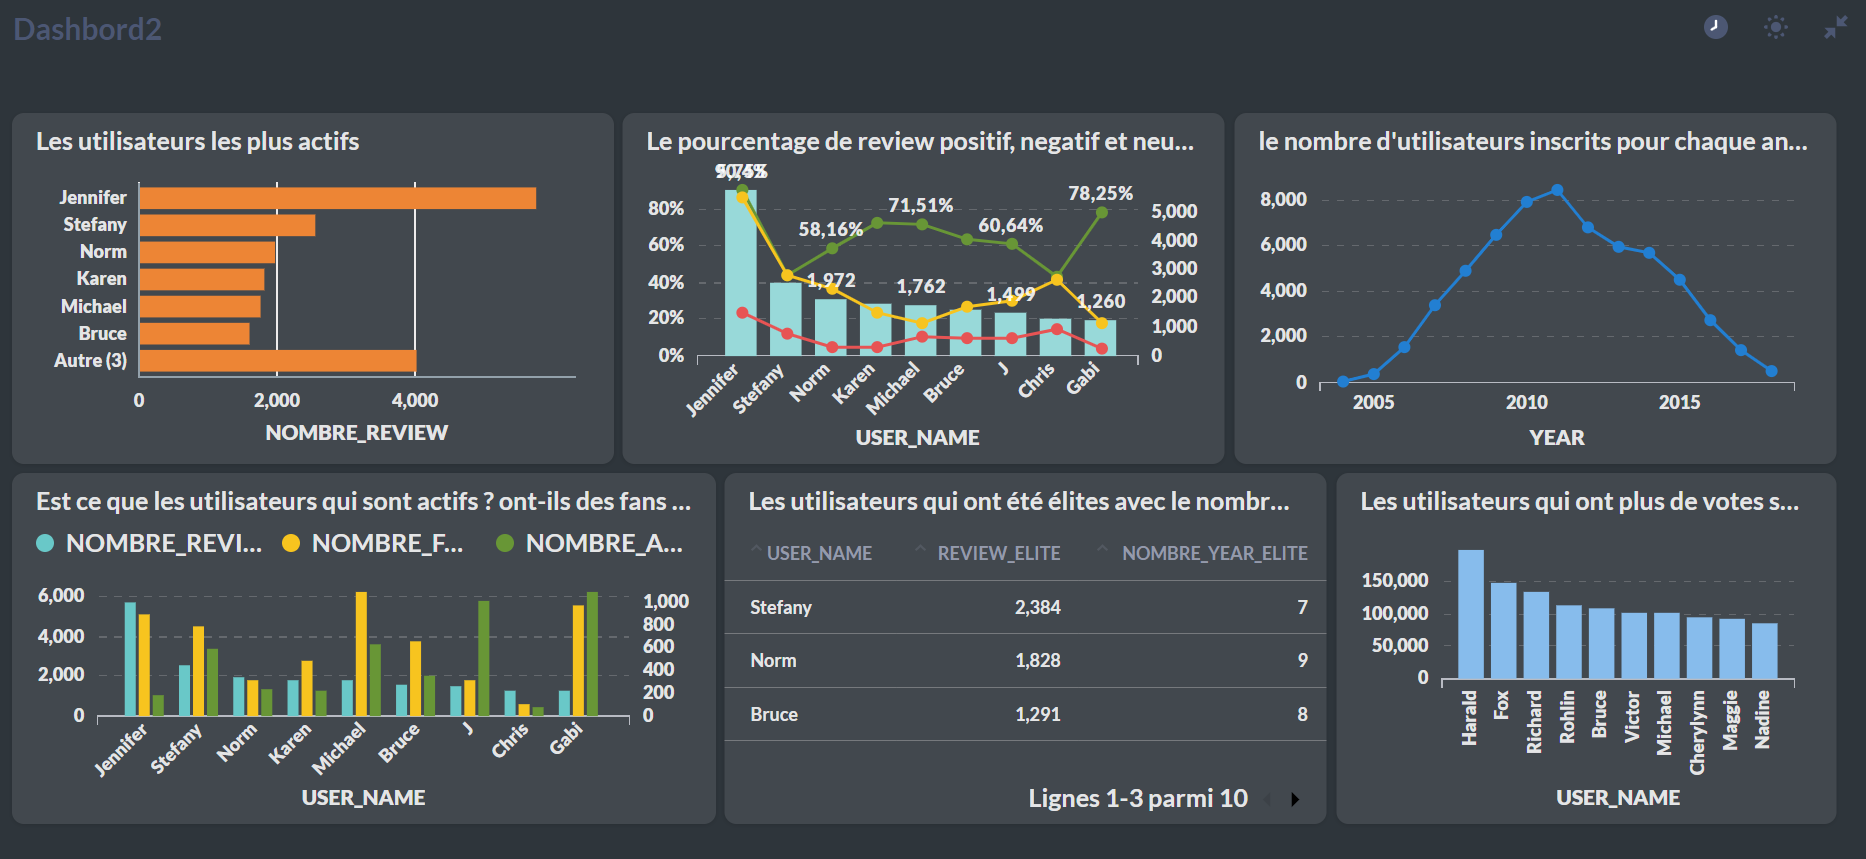 Dashbord2
Les utilisateurs les plus actifs
Jennifer
Stefany
Norm
Karen
Michael
Bruce
Autre (3)
0 2,000 4,000
NOMBRE_REVIEW
Le pourcentage de review positif, negatif et neu...
80%
60%
40%
20%
0%
58,16%
71,51%
60,64%
78,25%
1,972
1,762
1,499
1,260
5,000
4,000
3,000
2,000
1,000
0
Jennifer Stefany Norm Karen Michael Bruce J Chris Gabi
USER_NAME
le nombre d'utilisateurs inscrits pour chaque an...
8,000
6,000
4,000
2,000
0
2005 2010 2015
YEAR
Est ce que les utilisateurs qui sont actifs ? ont-ils des fans ...
NOMBRE_REVI... NOMBRE_F... NOMBRE_A...
6,000
4,000
2,000
0
1,000
800
600
400
200
0
Jennifer Stefany Norm Karen Michael Bruce J Chris Gabi
USER_NAME
Les utilisateurs qui ont été élites avec le nombr...
USER_NAME REVIEW_ELITE NOMBRE_YEAR_ELITE
Stefany 2,384 7
Norm 1,828 9
Bruce 1,291 8
Lignes 1-3 parmi 10
Les utilisateurs qui ont plus de votes s...
150,000
100,000
50,000
0
Harald Fox Richard Rohlin Bruce Victor Michael Cherylynn Maggie Nadine
USER_NAME